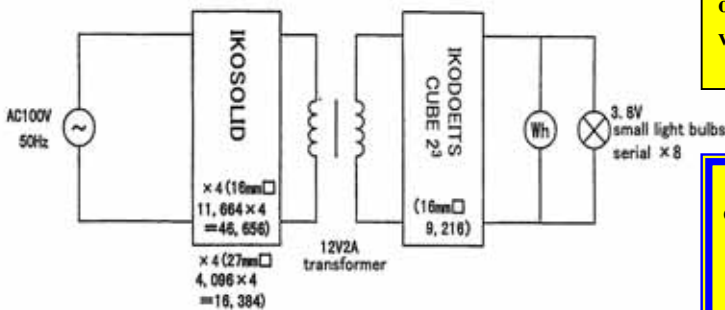 AC100V
50Hz
IKOSOLID
×4(16mm□
11,664×4
=46,656)
×4(27mm□
4,096×4
=16,384)
12V2A
transformer
IKODOEITS
CUBE 2³
(16mm□
9,216)
Wh
3.8V
small light bulbs
serial ×8